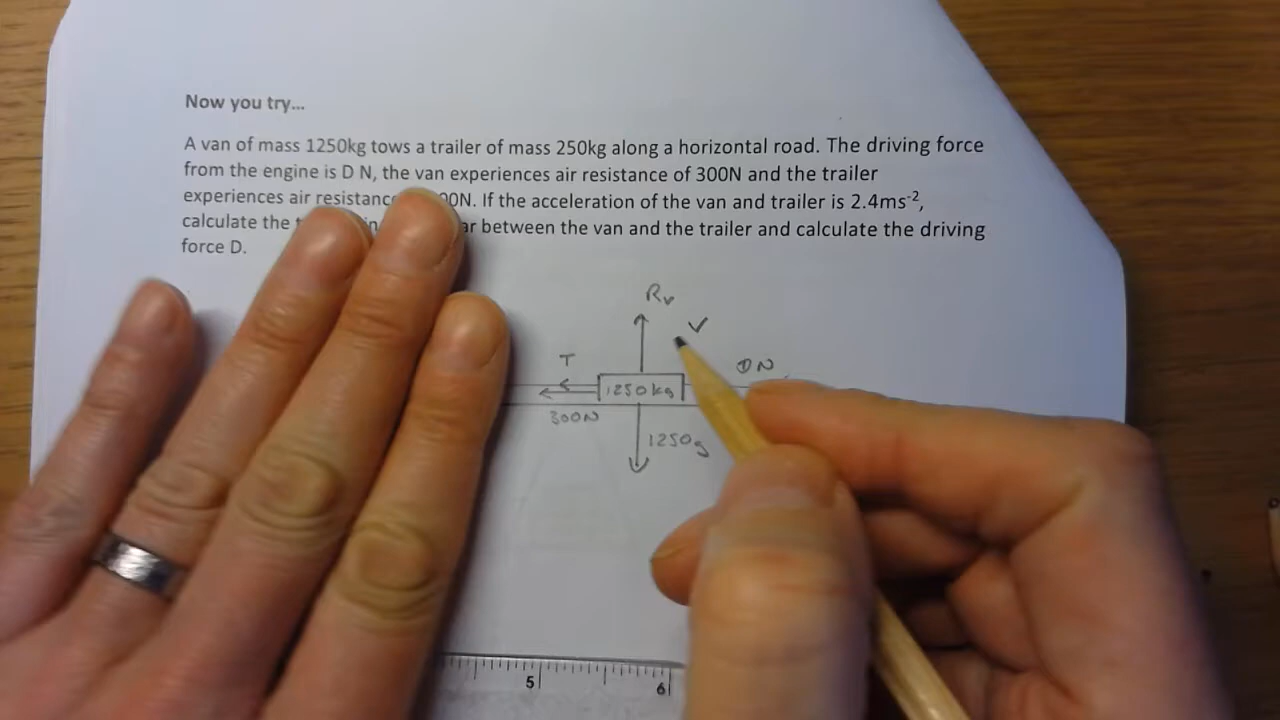 Now you try...
A van of mass 1250kg tows a trailer of mass 250kg along a horizontal road. The driving force
from the engine is D N, the van experiences air resistance of 300N and the trailer
experiences air 0N. If the acceleration of the van and trailer is 2.4ms⁻²,
calculate the between the van and the trailer and calculate the driving
force D.
Rv
T
D N
1250kg
300N
1250g
5
6